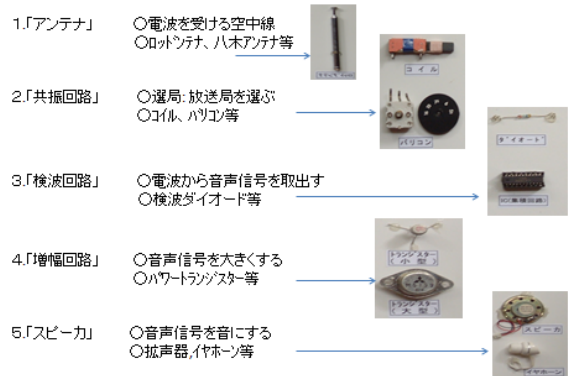 1.｢アンテナ｣ ○電波を受ける空中線
○ﾛｯﾄﾞﾝﾃﾅ、八木アンテナ等
2.｢共振回路｣ ○選局：放送局を選ぶ
○ｺｲﾙ、ﾊﾞﾘｺﾝ等
コイル
バリコン
ダイオード
3.｢検波回路｣ ○電波から音声信号を取出す
○検波ダイオード等
IC(集積回路)
4.｢増幅回路｣ ○音声信号を大きくする
○ﾊﾟﾜｰﾄﾗﾝｼﾞｽﾀｰ等
トランジスター
(小型)
トランジスター
(大型)
5.｢スピーカ｣ ○音声信号を音にする
○拡声器,ｲﾔﾎｰﾝ等
スピーカ
イヤホーン